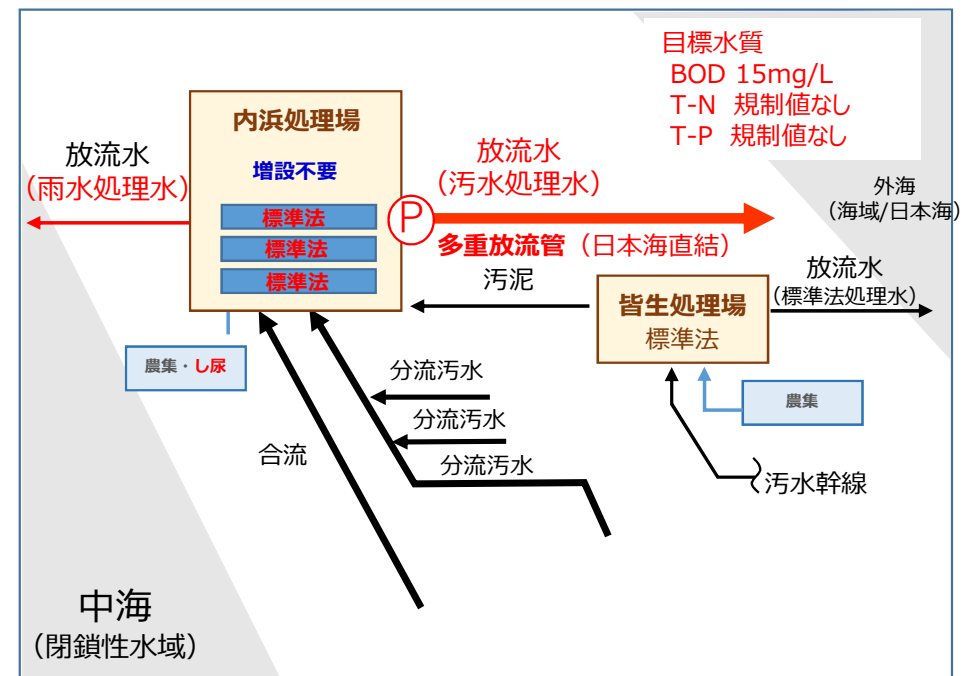 目標水質
BOD 15mg/L
T-N 規制値なし
T-P 規制値なし
内浜処理場
増設不要
標準法
標準法
標準法
放流水
（雨水処理水）
放流水
（汚水処理水）
P
多重放流管（日本海直結）
外海
（海域/日本海）
汚泥
皆生処理場
標準法
放流水
（標準法処理水）
農集・し尿
農集
分流汚水
分流汚水
分流汚水
合流
汚水幹線
中海
（閉鎖性水域）